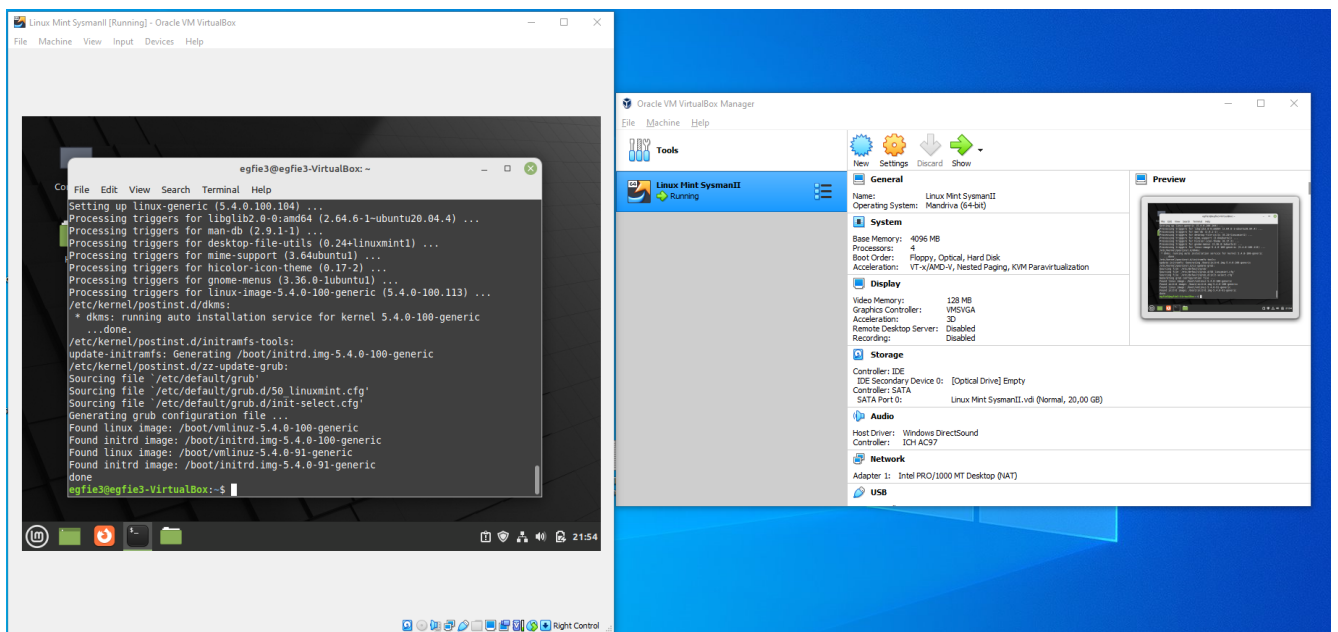 Linux Mint SysmanII [Running] - Oracle VM VirtualBox
File Machine View Input Devices Help
egfie3@egfie3-VirtualBox: ~
File Edit View Search Terminal Help
Setting up linux-generic (5.4.0.100.104) ...
Processing triggers for libglib2.0-0:amd64 (2.64.6-1~ubuntu20.04.4) ...
Processing triggers for man-db (2.9.1-1) ...
Processing triggers for desktop-file-utils (0.24+linuxmint1) ...
Processing triggers for mime-support (3.64ubuntu1) ...
Processing triggers for hicolor-icon-theme (0.17-2) ...
Processing triggers for gnome-menus (3.36.0-1ubuntu1) ...
Processing triggers for linux-image-5.4.0-100-generic (5.4.0-100.113) ...
/etc/kernel/postinst.d/dkms:
* dkms: running auto installation service for kernel 5.4.0-100-generic
...done.
/etc/kernel/postinst.d/initramfs-tools:
update-initramfs: Generating /boot/initrd.img-5.4.0-100-generic
/etc/kernel/postinst.d/zz-update-grub:
Sourcing file `/etc/default/grub'
Sourcing file `/etc/default/grub.d/50_linuxmint.cfg'
Sourcing file `/etc/default/grub.d/init-select.cfg'
Generating grub configuration file ...
Found linux image: /boot/vmlinuz-5.4.0-100-generic
Found initrd image: /boot/initrd.img-5.4.0-100-generic
Found linux image: /boot/vmlinuz-5.4.0-91-generic
Found initrd image: /boot/initrd.img-5.4.0-91-generic
done
egfie3@egfie3-VirtualBox:~$
21:54
Right Control
Oracle VM VirtualBox Manager
File Machine Help
Tools
New Settings Discard Show
64
Linux Mint SysmanII
Running
General
Name: Linux Mint SysmanII
Operating System: Mandriva (64-bit)
System
Base Memory: 4096 MB
Processors: 4
Boot Order: Floppy, Optical, Hard Disk
Acceleration: VT-x/AMD-V, Nested Paging, KVM Paravirtualization
Display
Video Memory: 128 MB
Graphics Controller: VMSVGA
Acceleration: 3D
Remote Desktop Server: Disabled
Recording: Disabled
Storage
Controller: IDE
IDE Secondary Device 0: [Optical Drive] Empty
Controller: SATA
SATA Port 0: Linux Mint SysmanII.vdi (Normal, 20,00 GB)
Audio
Host Driver: Windows DirectSound
Controller: ICH AC97
Network
Adapter 1: Intel PRO/1000 MT Desktop (NAT)
USB
Preview